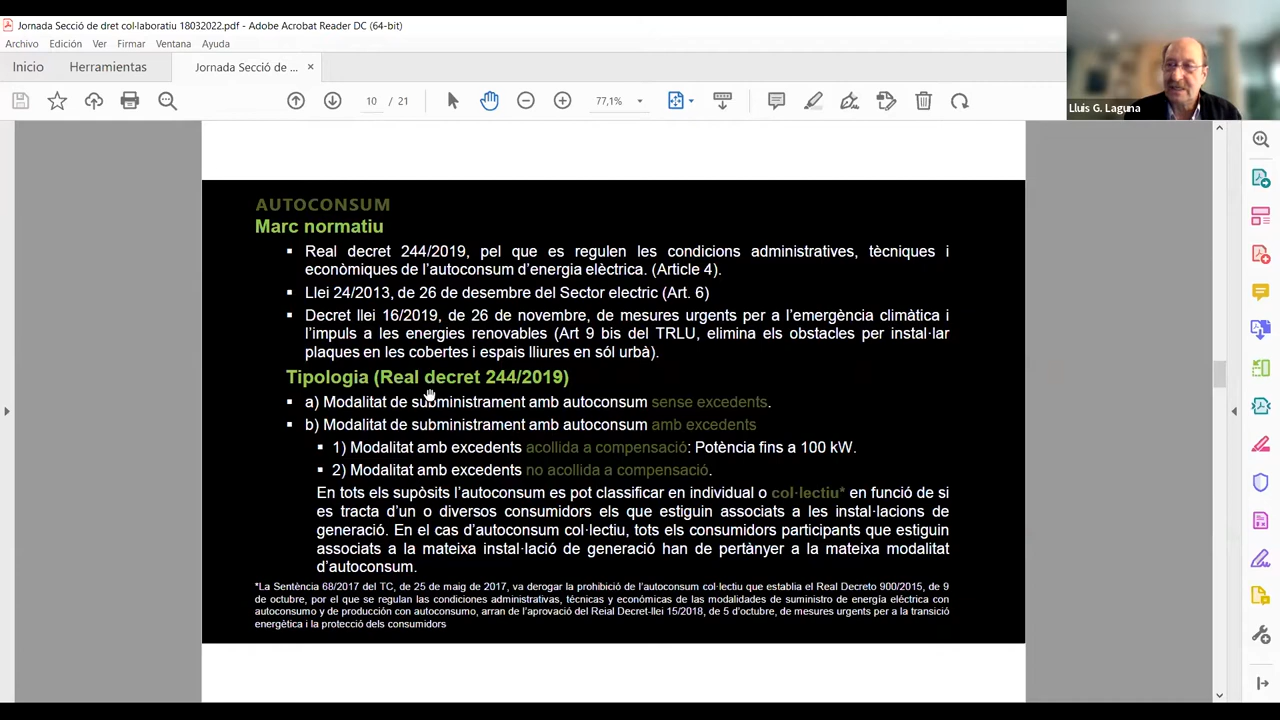 Jornada Secció de dret col·laboratiu 18032022.pdf - Adobe Acrobat Reader DC (64-bit)
Archivo Edición Ver Firmar Ventana Ayuda
Inicio Herramientas Jornada Secció de ... ×
10 / 21 77,1%
Lluis G. Laguna
AUTOCONSUM
Marc normatiu
▪ Real decret 244/2019, pel que es regulen les condicions administratives, tècniques i
econòmiques de l’autoconsum d’energia elèctrica. (Article 4).
▪ Llei 24/2013, de 26 de desembre del Sector electric (Art. 6)
▪ Decret llei 16/2019, de 26 de novembre, de mesures urgents per a l’emergència climàtica i
l’impuls a les energies renovables (Art 9 bis del TRLU, elimina els obstacles per instal·lar
plaques en les cobertes i espais lliures en sól urbà).
Tipologia (Real decret 244/2019)
▪ a) Modalitat de subministrament amb autoconsum sense excedents.
▪ b) Modalitat de subministrament amb autoconsum amb excedents
▪ 1) Modalitat amb excedents acollida a compensació: Potència fins a 100 kW.
▪ 2) Modalitat amb excedents no acollida a compensació.
En tots els supòsits l’autoconsum es pot classificar en individual o col·lectiu* en funció de si
es tracta d’un o diversos consumidors els que estiguin associats a les instal·lacions de
generació. En el cas d’autoconsum col·lectiu, tots els consumidors participants que estiguin
associats a la mateixa instal·lació de generació han de pertànyer a la mateixa modalitat
d’autoconsum.
*La Sentència 68/2017 del TC, de 25 de maig de 2017, va derogar la prohibició de l’autoconsum col·lectiu que establia el Real Decreto 900/2015, de 9
de octubre, por el que se regulan las condiciones administrativas, técnicas y económicas de las modalidades de suministro de energía eléctrica con
autoconsumo y de producción con autoconsumo, arran de l’aprovació del Reial Decret-llei 15/2018, de 5 d’octubre, de mesures urgents per a la transició
energètica i la protecció dels consumidors